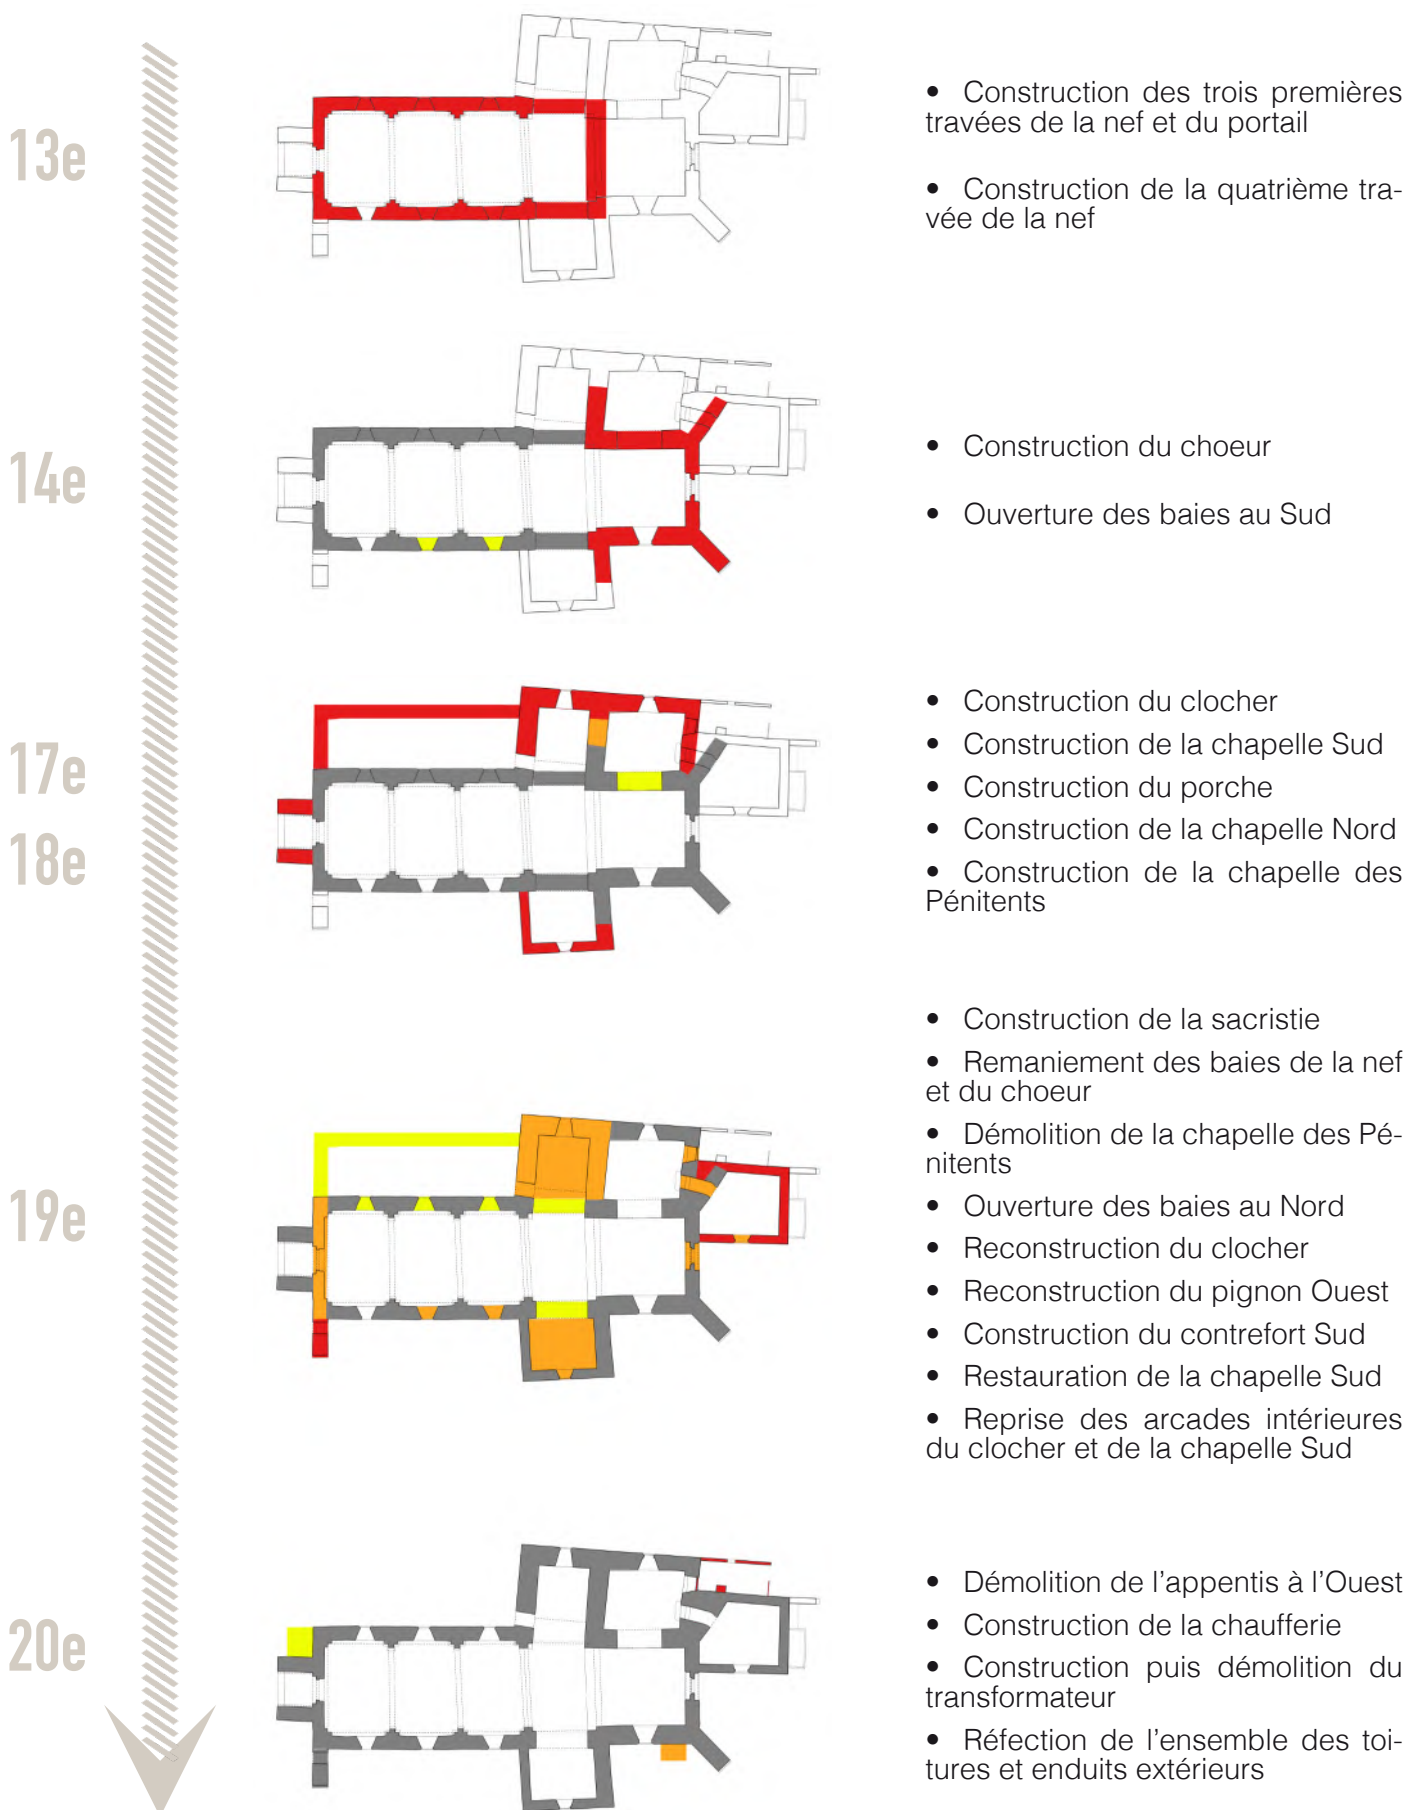 13e
• Construction des trois premières
travées de la nef et du portail
• Construction de la quatrième tra-
vée de la nef
14e
• Construction du choeur
• Ouverture des baies au Sud
17e
18e
• Construction du clocher
• Construction de la chapelle Sud
• Construction du porche
• Construction de la chapelle Nord
• Construction de la chapelle des
Pénitents
19e
• Construction de la sacristie
• Remaniement des baies de la nef
et du choeur
• Démolition de la chapelle des Pé-
nitents
• Ouverture des baies au Nord
• Reconstruction du clocher
• Reconstruction du pignon Ouest
• Construction du contrefort Sud
• Restauration de la chapelle Sud
• Reprise des arcades intérieures
du clocher et de la chapelle Sud
20e
• Démolition de l’appentis à l’Ouest
• Construction de la chaufferie
• Construction puis démolition du
transformateur
• Réfection de l’ensemble des toi-
tures et enduits extérieurs